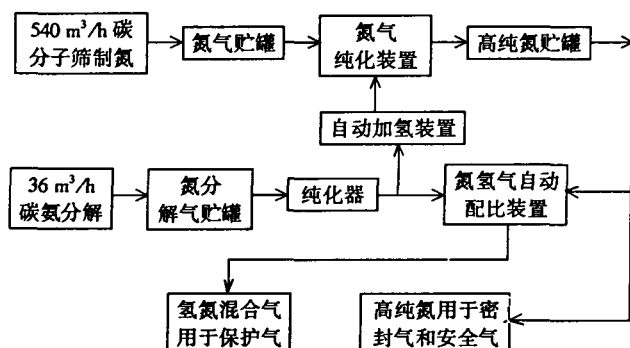 540 m³/h 碳
分子筛制氮
氮气贮罐
氮气
纯化装置
高纯氮贮罐
自动加氢装置
36 m³/h
碳氨分解
氮分
解气贮罐
纯化器
氮氢气自动
配比装置
氢氮混合气
用于保护气
高纯氮用于密
封气和安全气